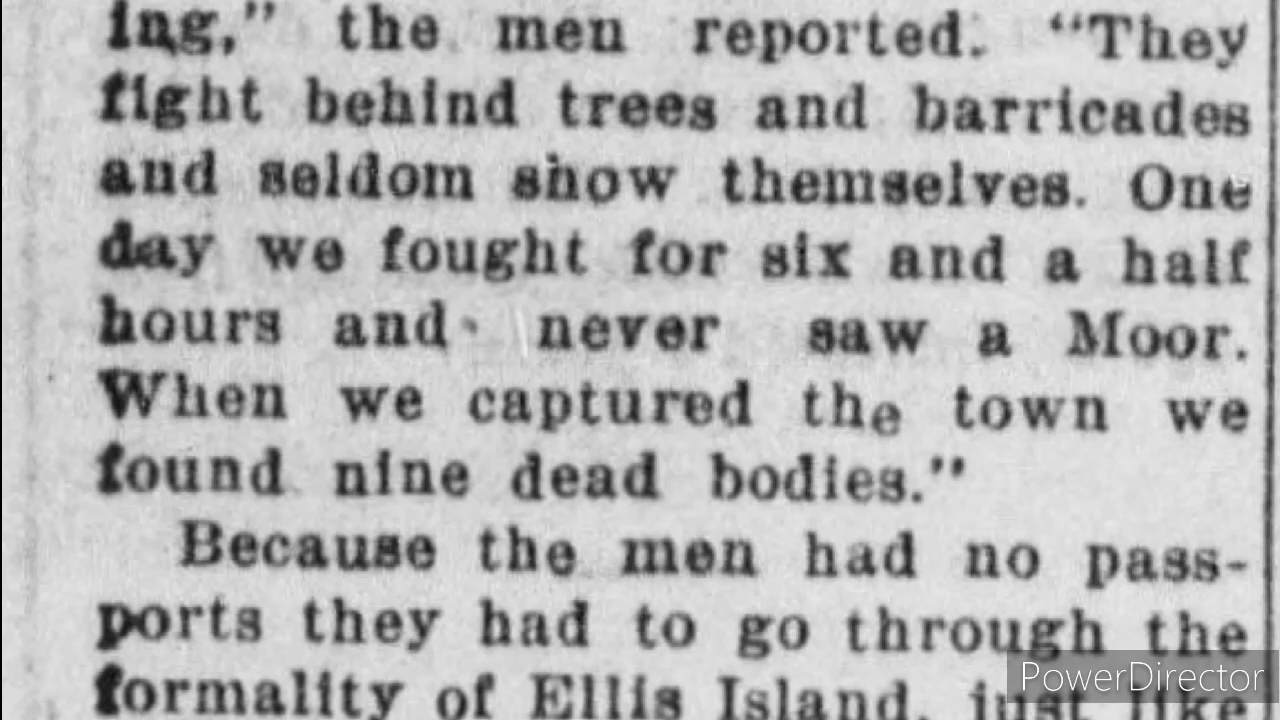 ing," the men reported. "They
fight behind trees and barricades
and seldom show themselves. One
day we fought for six and a half
hours and never saw a Moor.
When we captured the town we
found nine dead bodies."
Because the men had no pass-
ports they had to go through the
formality of Ellis Island, just like
PowerDirector